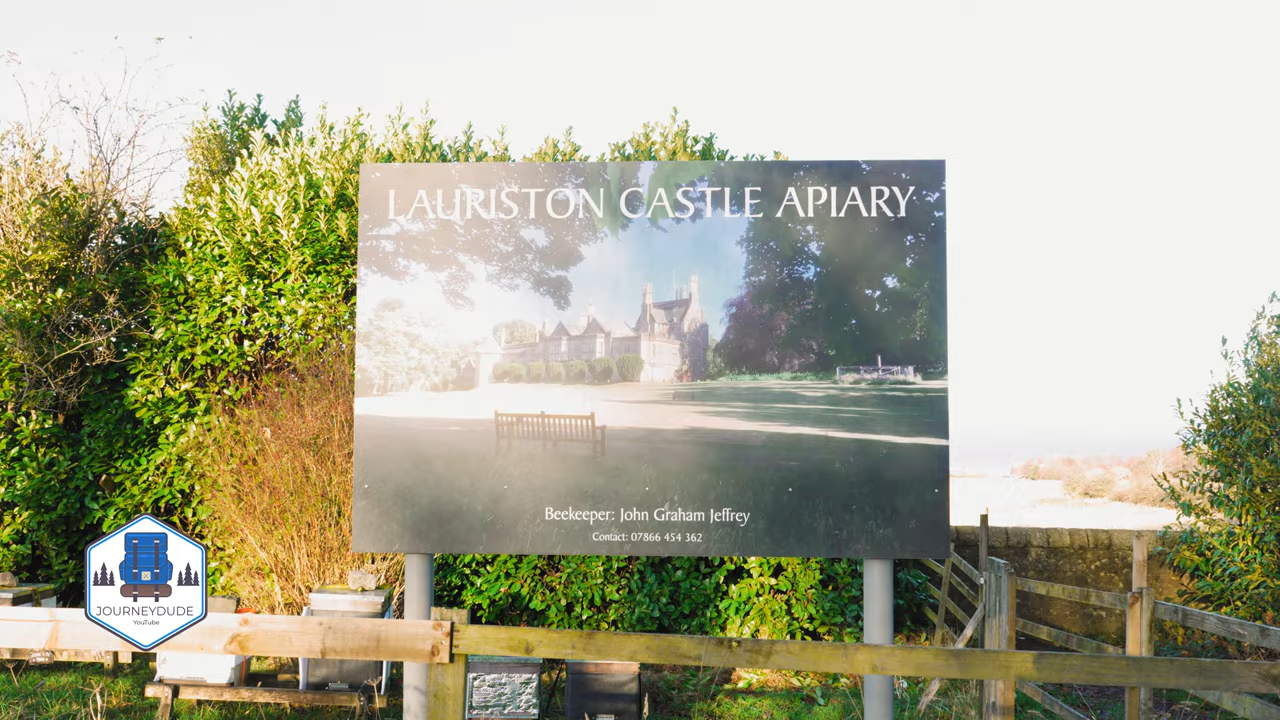 LAURISTON CASTLE APIARY
Beekeeper: John Graham Jeffrey
Contact: 07866 454 362
JOURNEYDUDE
YouTube